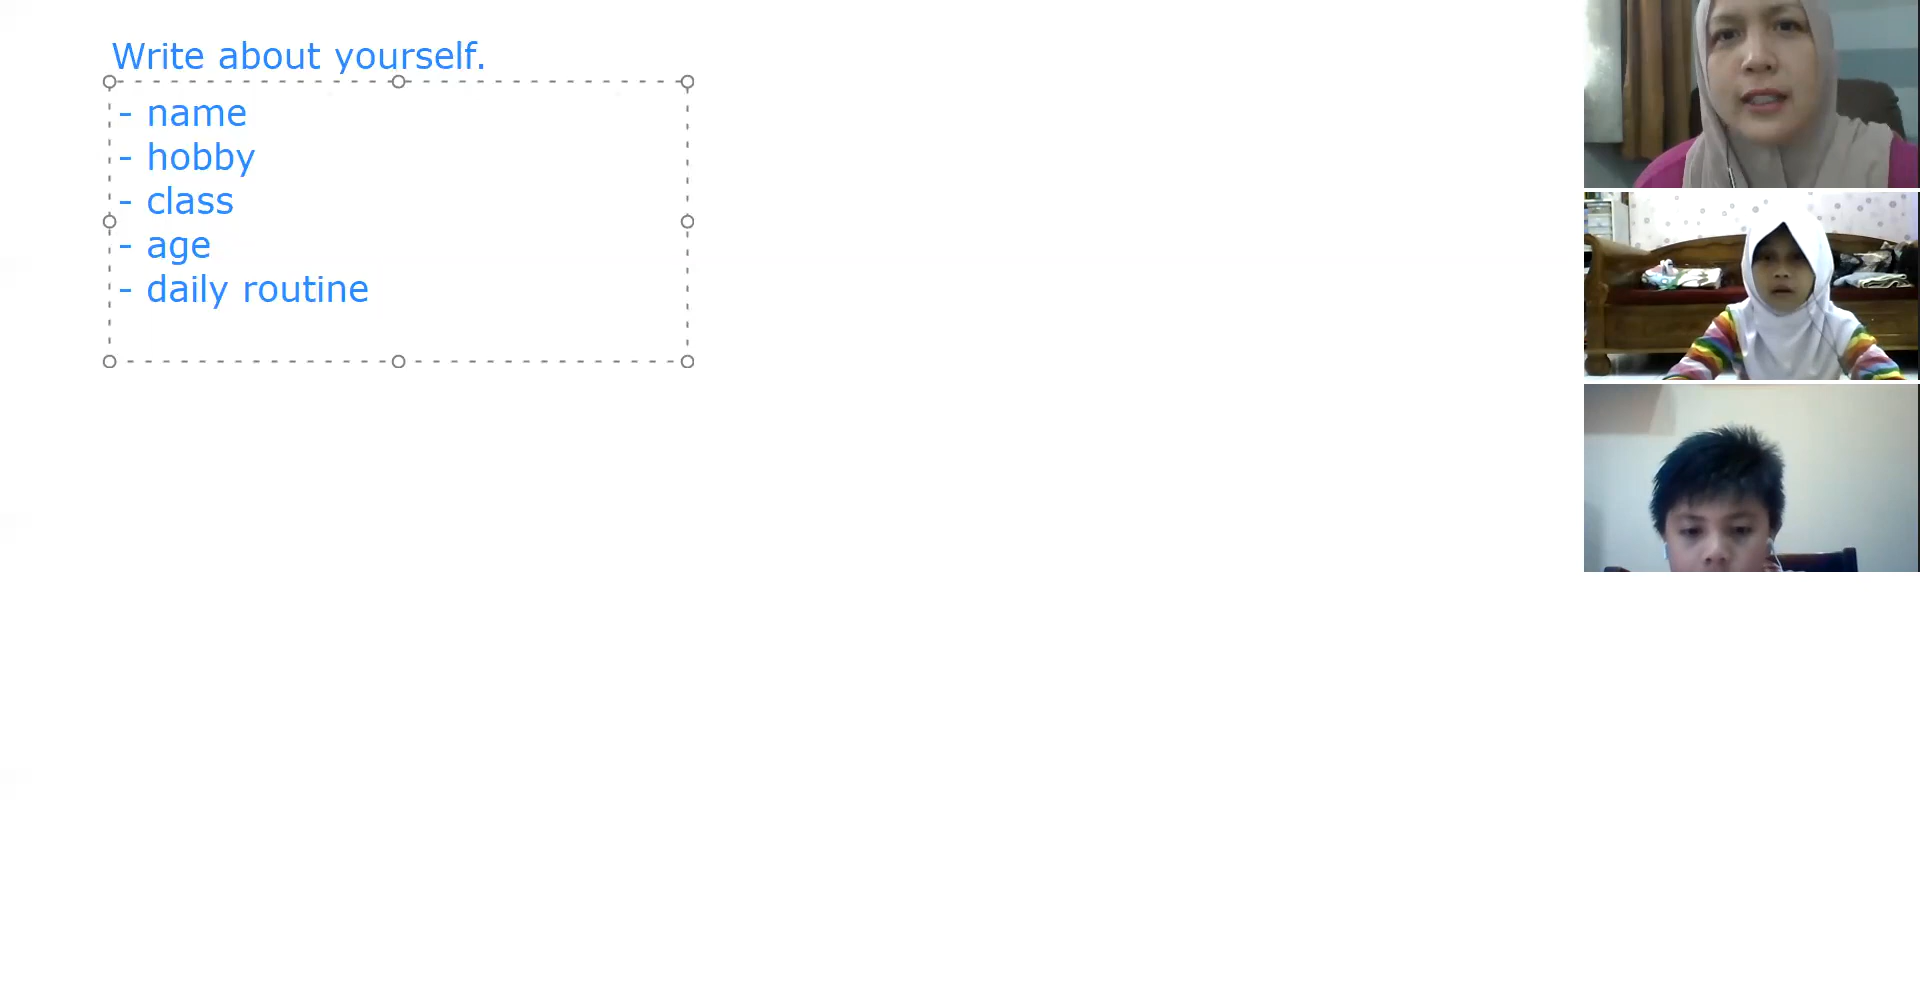 Write about yourself.
- name
- hobby
- class
- age
- daily routine